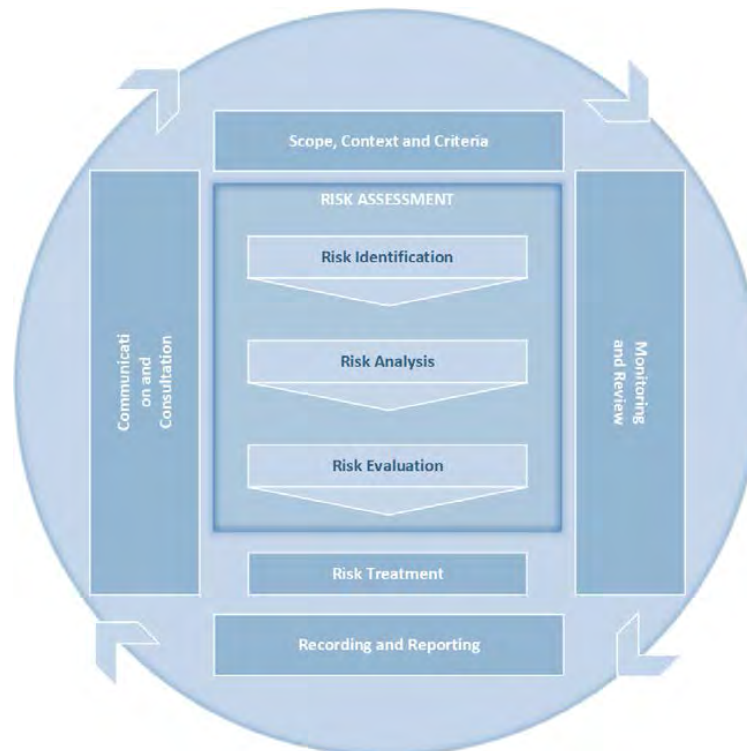 Scope, Context and Criteria
RISK ASSESSMENT
Risk Identification
Risk Analysis
Risk Evaluation
Communicati
on and
Consultation
Monitoring
and Review
Risk Treatment
Recording and Reporting